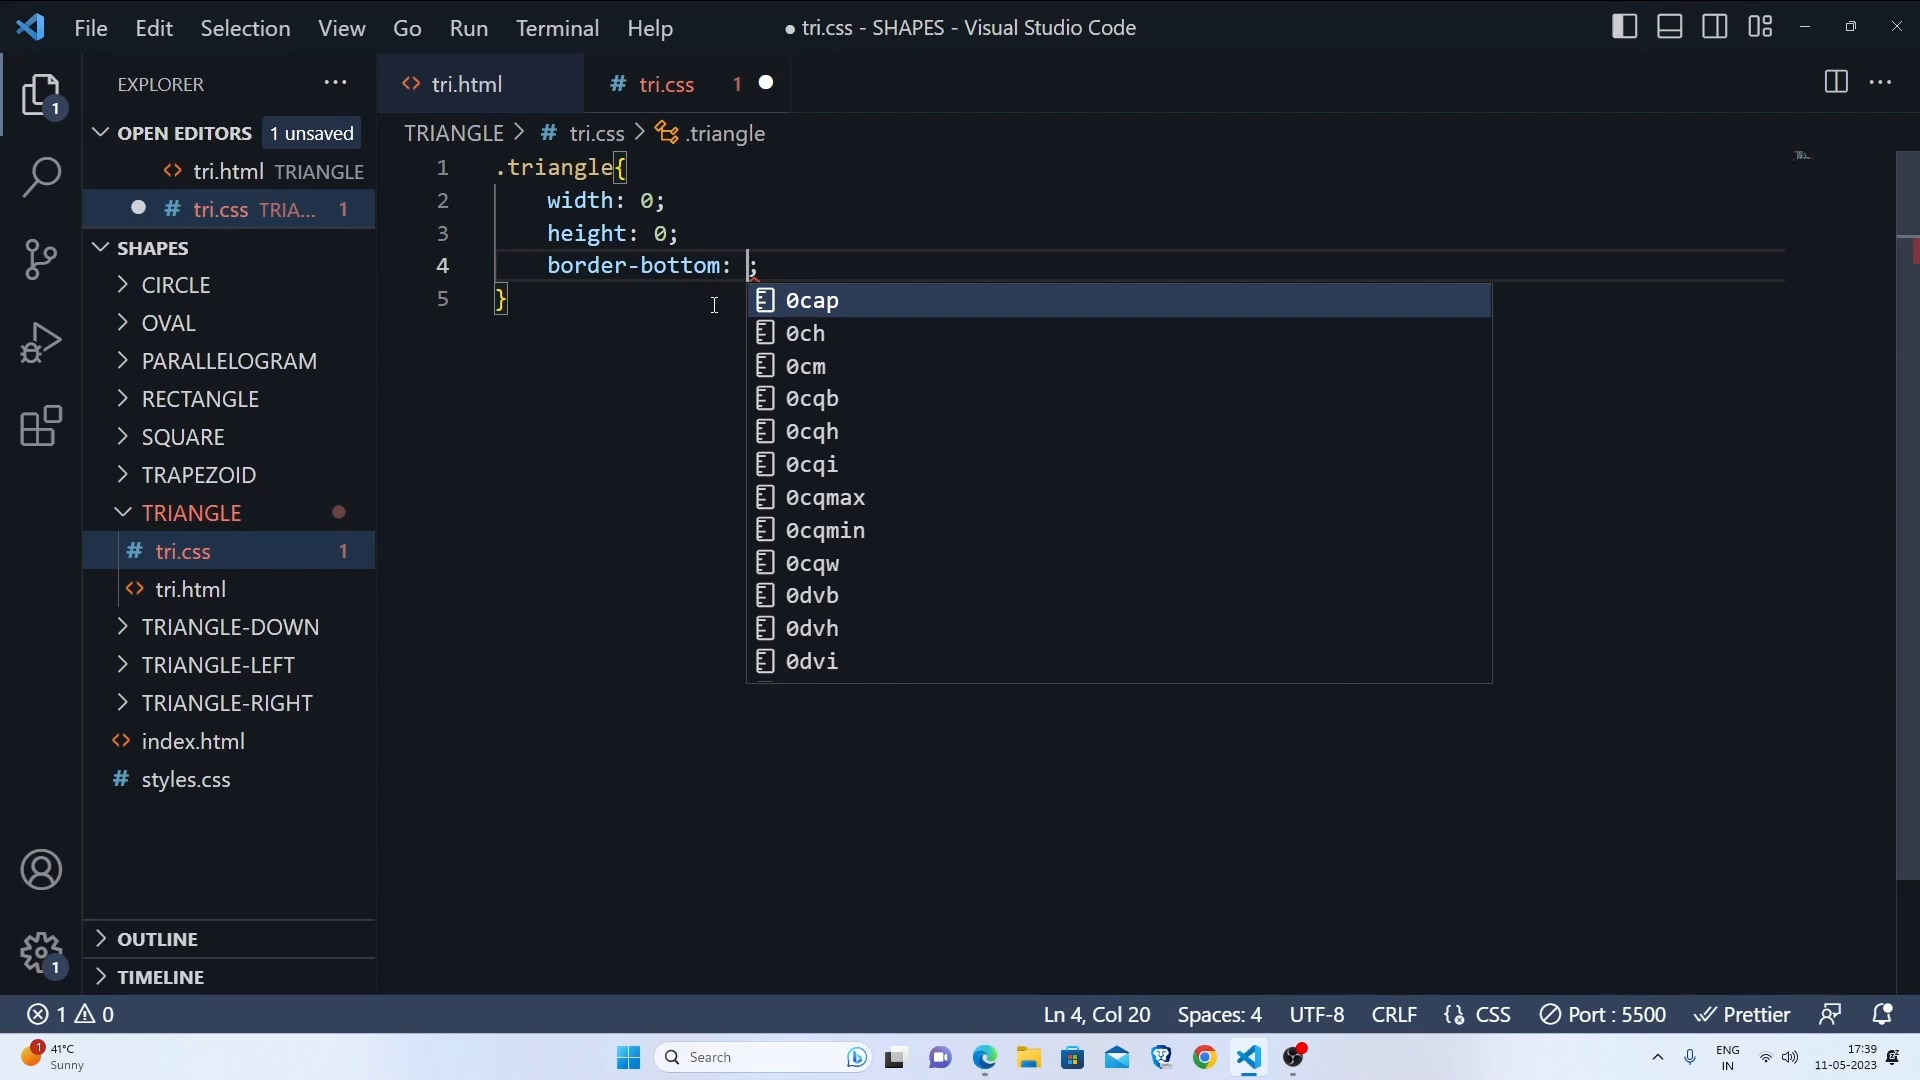 File Edit Selection View Go Run Terminal Help
● tri.css - SHAPES - Visual Studio Code
EXPLORER
OPEN EDITORS 1 unsaved
tri.html TRIANGLE
tri.css TRIA... 1
SHAPES
CIRCLE
OVAL
PARALLELOGRAM
RECTANGLE
SQUARE
TRAPEZOID
TRIANGLE
tri.css 1
tri.html
TRIANGLE-DOWN
TRIANGLE-LEFT
TRIANGLE-RIGHT
index.html
styles.css
OUTLINE
TIMELINE
1
1
tri.html
tri.css 1
TRIANGLE > # tri.css > .triangle
1 .triangle{
2 width: 0;
3 height: 0;
4 border-bottom: ;
5 }
0cap
0ch
0cm
0cqb
0cqh
0cqi
0cqmax
0cqmin
0cqw
0dvb
0dvh
0dvi
1 0
Ln 4, Col 20 Spaces: 4 UTF-8 CRLF {} CSS Port : 5500 Prettier
1
41°C
Sunny
Search
ENG
IN
17:39
11-05-2023